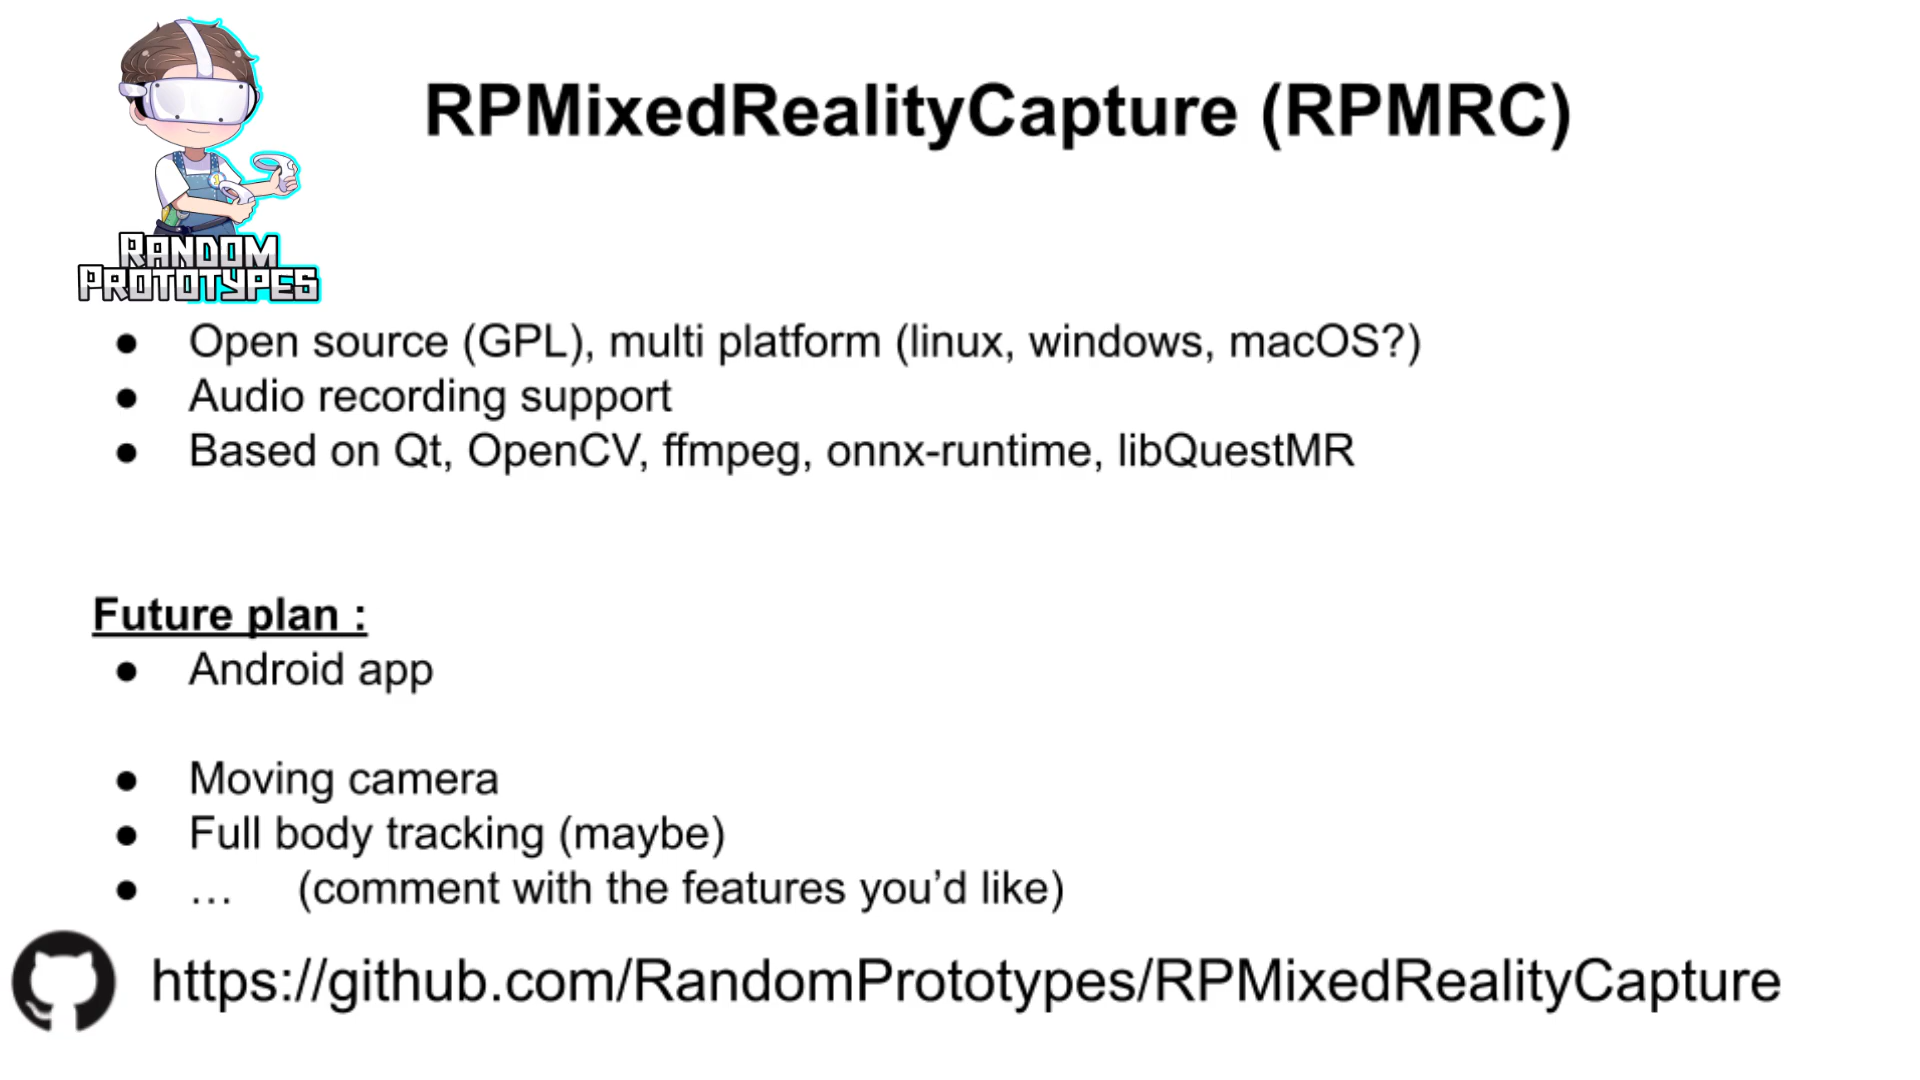 RPMixedRealityCapture (RPMRC)
RANDOM
PROTOTYPES
● Open source (GPL), multi platform (linux, windows, macOS?)
● Audio recording support
● Based on Qt, OpenCV, ffmpeg, onnx-runtime, libQuestMR
Future plan :
● Android app
● Moving camera
● Full body tracking (maybe)
● … (comment with the features you’d like)
https://github.com/RandomPrototypes/RPMixedRealityCapture